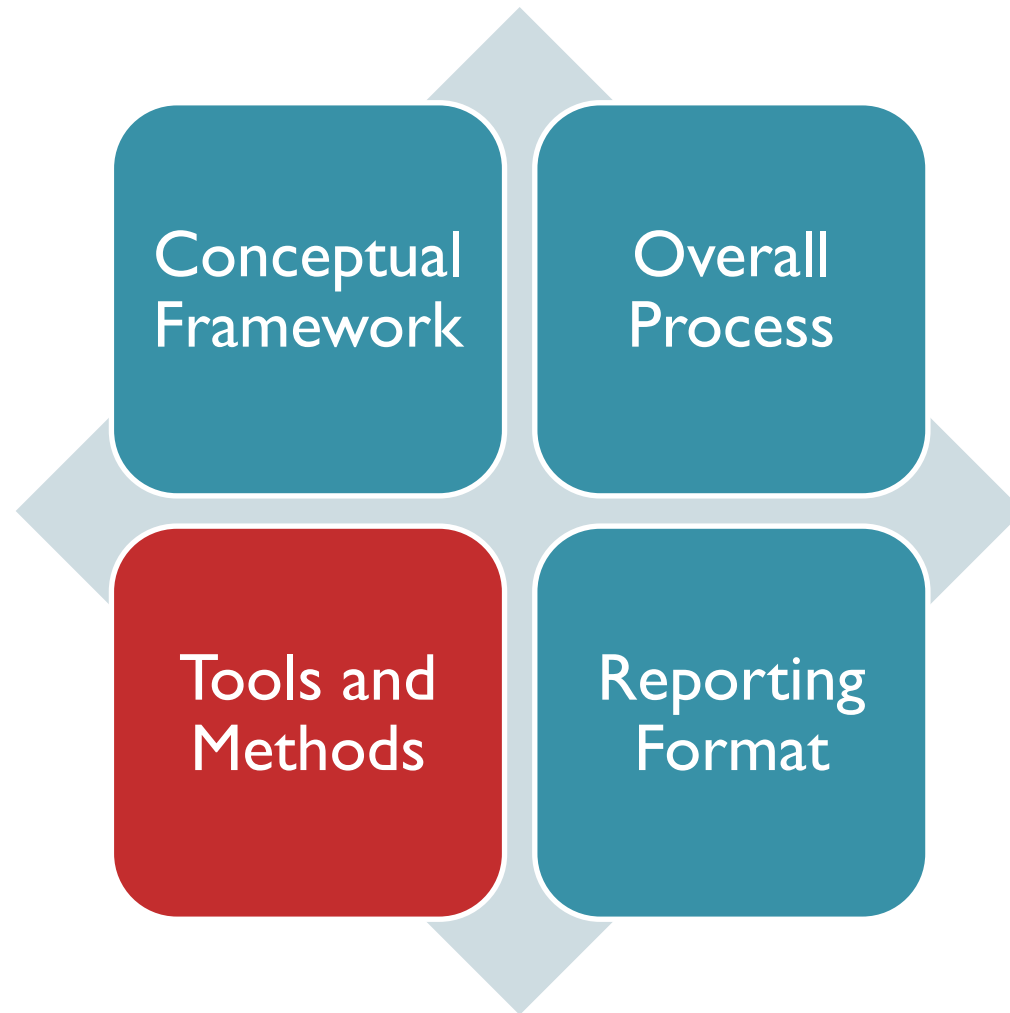 Conceptual
Framework
Overall
Process
Tools and
Methods
Reporting
Format